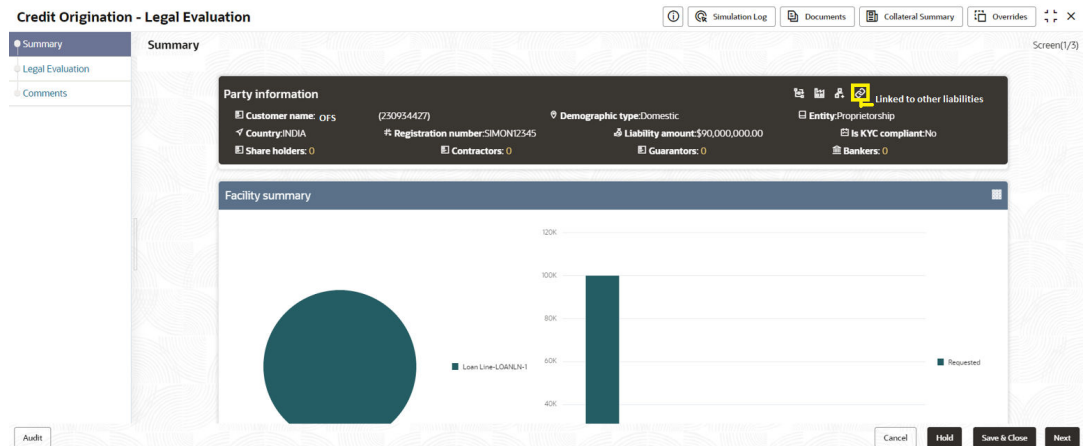 Credit Origination - Legal Evaluation
Simulation Log
Documents
Collateral Summary
Overrides
Summary
Legal Evaluation
Comments
Summary
Screen(1/3)
Party information
Linked to other liabilities
Customer name: OFS (230934427) Demographic type:Domestic Entity:Proprietorship
Country:INDIA Registration number:SIMON12345 Liability amount:$90,000,000.00 Is KYC compliant:No
Share holders: 0 Contractors: 0 Guarantors: 0 Bankers: 0
Facility summary
Loan Line-LOANLN-1
120K
100K
80K
60K
40K
Requested
Audit
Cancel
Hold
Save & Close
Next